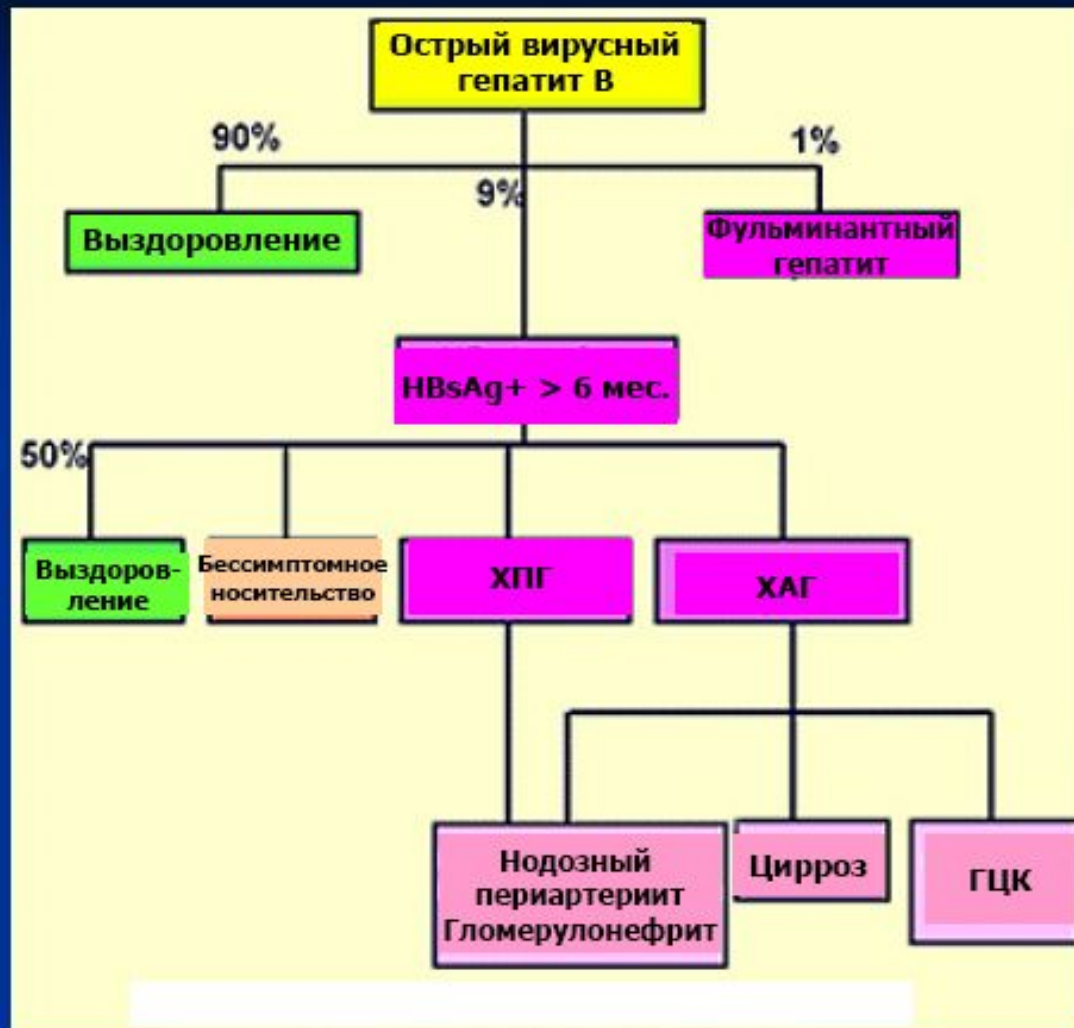 Острый вирусный
гепатит В
90%
1%
9%
Выздоровление
Фульминантный
гепатит
HBsAg+ > 6 мес.
50%
Выздоров-
ление
Бессимптомное
носительство
ХПГ
ХАГ
Нодозный
периартериит
Гломерулонефрит
Цирроз
ГЦК